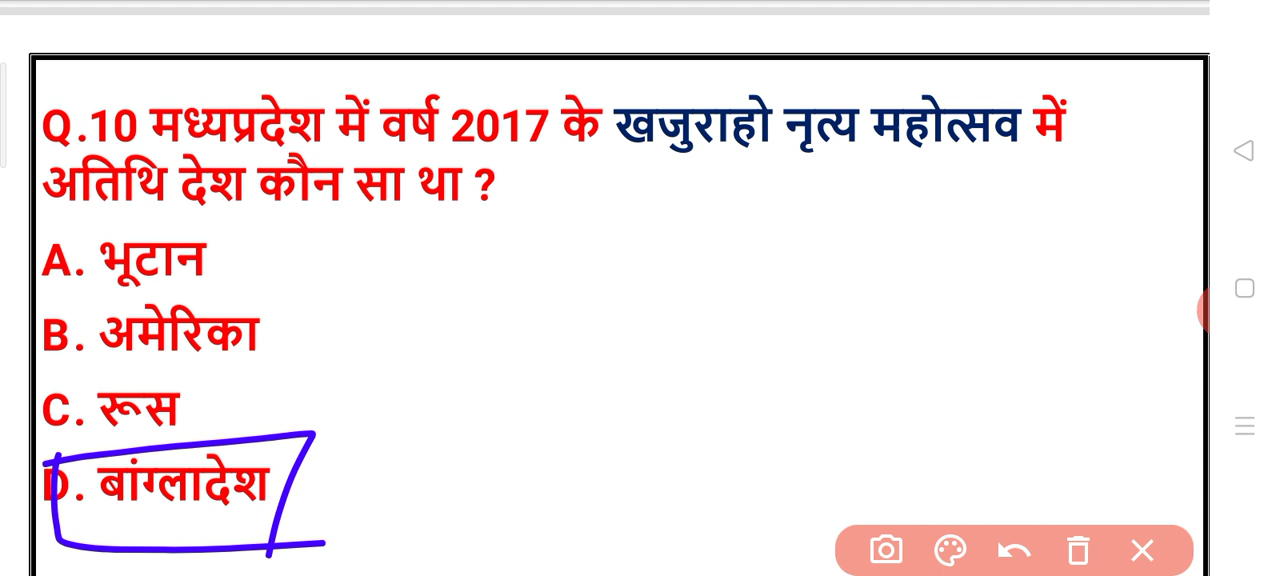 Q.10 मध्यप्रदेश में वर्ष 2017 के खजुराहो नृत्य महोत्सव में
अतिथि देश कौन सा था ?
A. भूटान
B. अमेरिका
C. रूस
D. बांग्लादेश